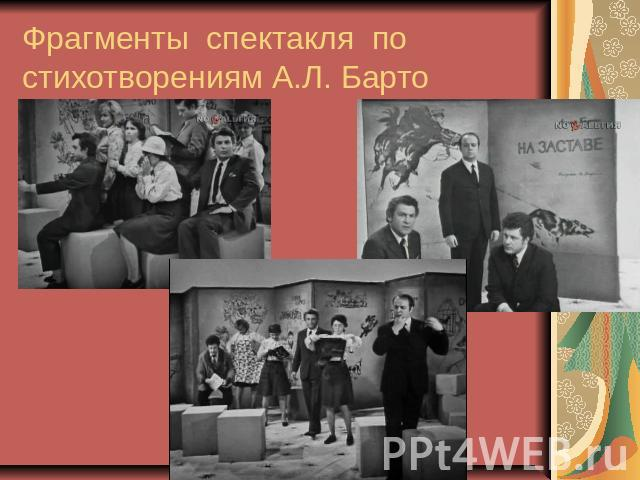 Фрагменты спектакля по
стихотворениям А.Л. Барто
НА ЗАСТАВЕ
PPt4WEB.ru